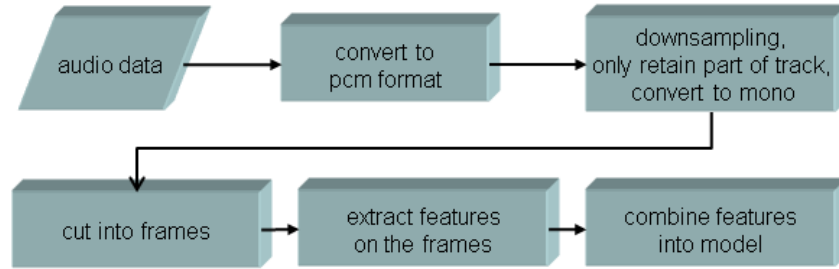 audio data
convert to
pcm format
downsampling,
only retain part of track,
convert to mono
cut into frames
extract features
on the frames
combine features
into model